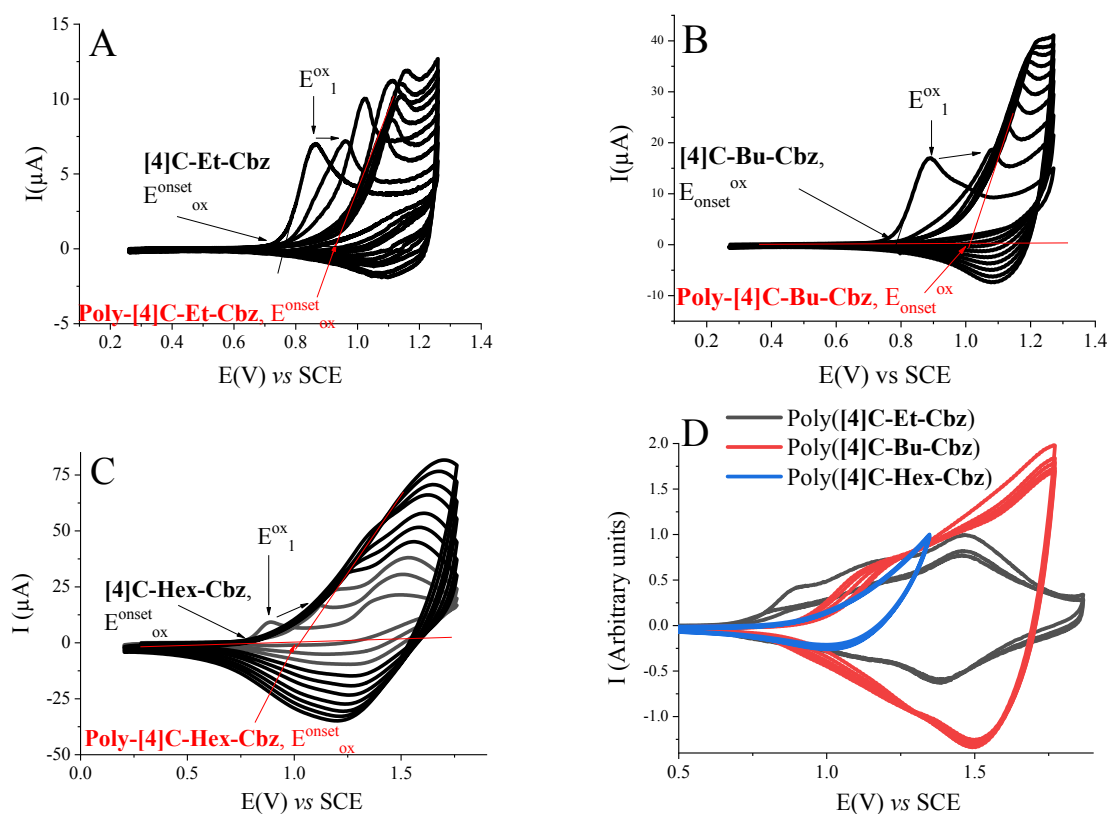 A
15
10
5
0
-5
I(μA)
E^ox_1
[4]C-Et-Cbz
E^onset_ox
Poly-[4]C-Et-Cbz, E^onset_ox
0.2 0.4 0.6 0.8 1.0 1.2 1.4
E(V) vs SCE
B
40
30
20
10
0
-10
I(μA)
E^ox_1
[4]C-Bu-Cbz,
E_onset^ox
Poly-[4]C-Bu-Cbz, E_onset^ox
0.2 0.4 0.6 0.8 1.0 1.2 1.4
E(V) vs SCE
C
75
50
25
0
-25
-50
I (μA)
E^ox_1
[4]C-Hex-Cbz,
E^onset_ox
Poly-[4]C-Hex-Cbz, E^onset_ox
0.0 0.5 1.0 1.5
E(V) vs SCE
D
Poly([4]C-Et-Cbz)
Poly([4]C-Bu-Cbz)
Poly([4]C-Hex-Cbz)
2.0
1.5
1.0
0.5
0.0
-0.5
-1.0
I (Arbitrary units)
0.5 1.0 1.5
E(V) vs SCE